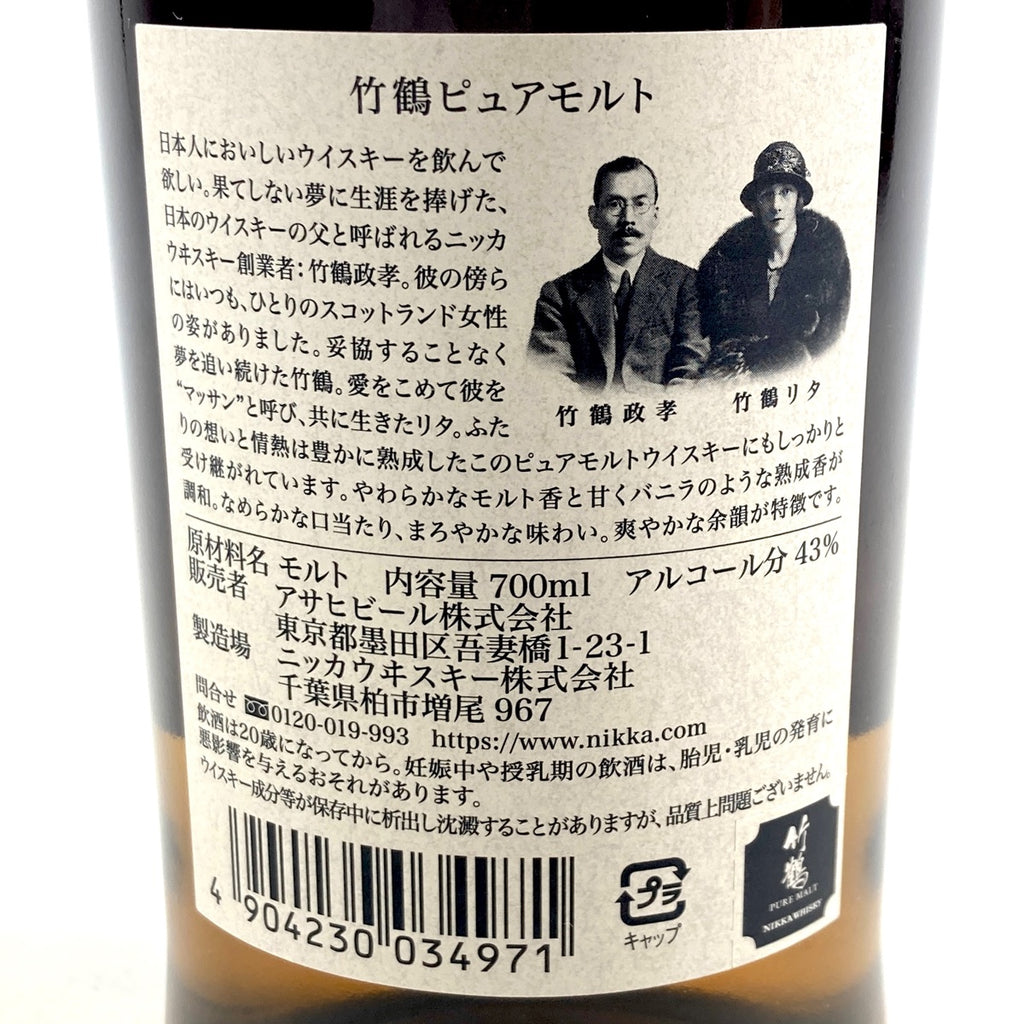 竹鶴ピュアモルト
日本人においしいウイスキーを飲んで
欲しい。果てしない夢に生涯を捧げた、
日本のウイスキーの父と呼ばれるニッカ
ウヰスキー創業者：竹鶴政孝。彼の傍ら
にはいつも、ひとりのスコットランド女性
の姿がありました。妥協することなく
夢を追い続けた竹鶴。愛をこめて彼を
“マッサン”と呼び、共に生きたリタ。ふた
りの想いと情熱は豊かに熟成したこのピュアモルトウイスキーにもしっかりと
受け継がれています。やわらかなモルト香と甘くバニラのような熟成香が
調和。なめらかな口当たり、まろやかな味わい。爽やかな余韻が特徴です。
竹鶴政孝
竹鶴リタ
原材料名 モルト 内容量 700ml アルコール分 43%
販売者 アサヒビール株式会社
東京都墨田区吾妻橋1-23-1
製造場 ニッカウヰスキー株式会社
千葉県柏市増尾 967
問合せ 0120-019-993 https://www.nikka.com
飲酒は20歳になってから。妊娠中や授乳期の飲酒は、胎児・乳児の発育に
悪影響を与えるおそれがあります。
ウイスキー成分等が保存中に析出し沈澱することがありますが、品質上問題ございません。
4 904230 034971
プラ
キャップ
竹鶴
PURE MALT
NIKKA WHISKY